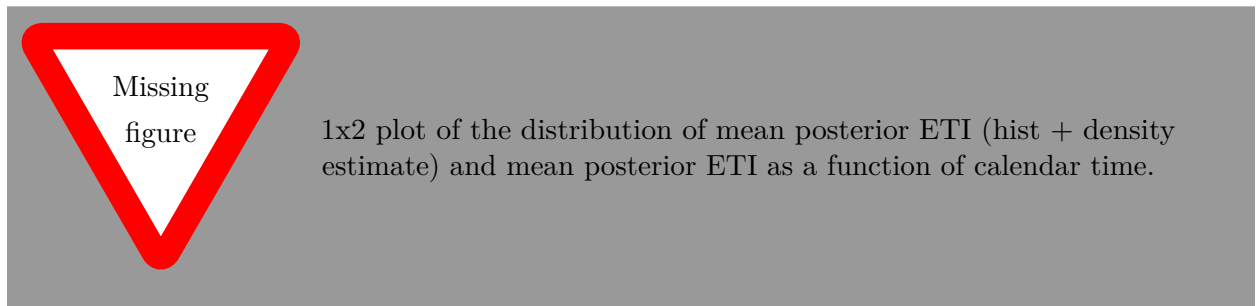 Missing
figure
1x2 plot of the distribution of mean posterior ETI (hist + density
estimate) and mean posterior ETI as a function of calendar time.